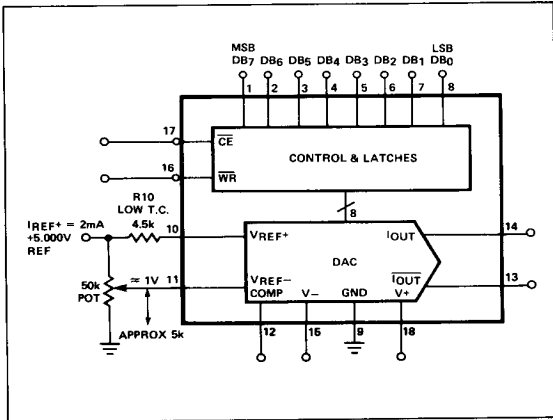 MSB LSB
DB7 DB6 DB5 DB4 DB3 DB2 DB1 DB0
1 2 3 4 5 6 7 8
17 CE
CONTROL & LATCHES
16 WR
R10
LOW T.C.
4.5k
8
IREF+ = 2mA
+5.000V
REF
10 VREF+ IOUT 14
DAC
50k
POT
≈ 1V 11 VREF− IOUT 13
COMP V− GND V+
APPROX 5k
12 15 9 18